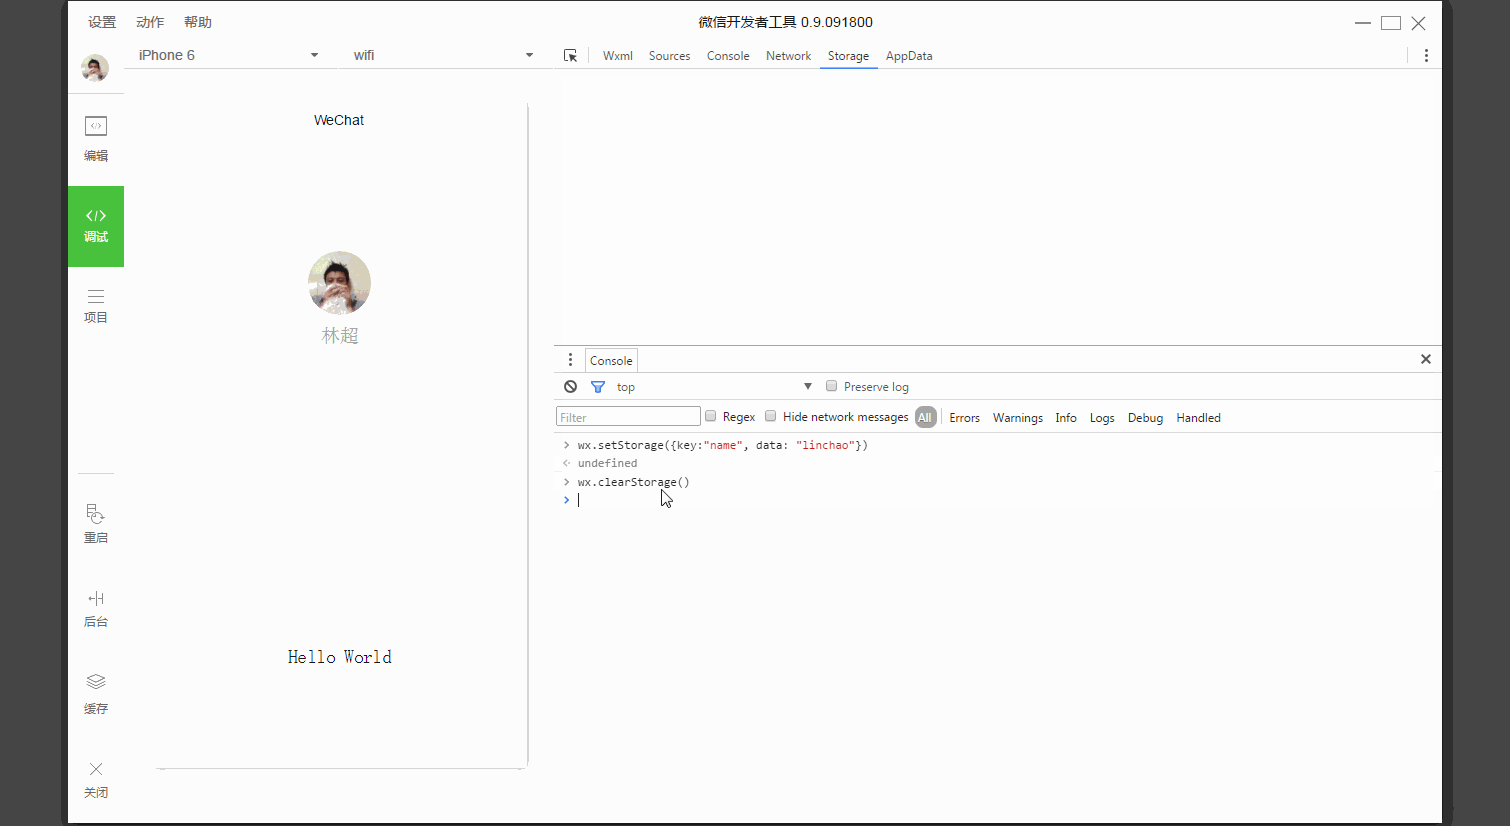 设置 动作 帮助 微信开发者工具 0.9.091800
iPhone 6 wifi Wxml Sources Console Network Storage AppData
WeChat
编辑
调试
项目
林超
Console
top Preserve log
Filter Regex Hide network messages All Errors Warnings Info Logs Debug Handled
> wx.setStorage({key:"name", data: "linchao"})
undefined
> wx.clearStorage()
>
重启
后台
Hello World
缓存
关闭